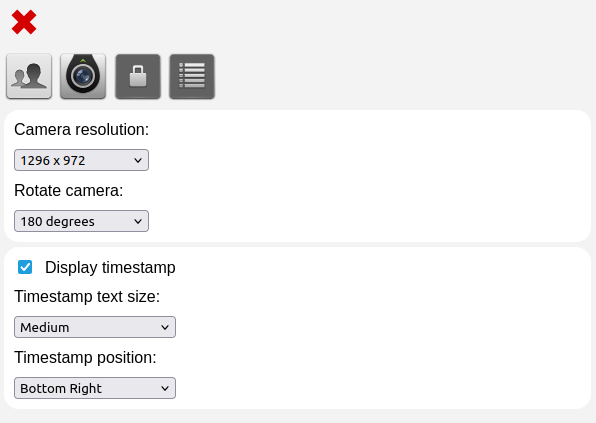 Camera resolution:
1296 x 972
Rotate camera:
180 degrees
Display timestamp
Timestamp text size:
Medium
Timestamp position:
Bottom Right